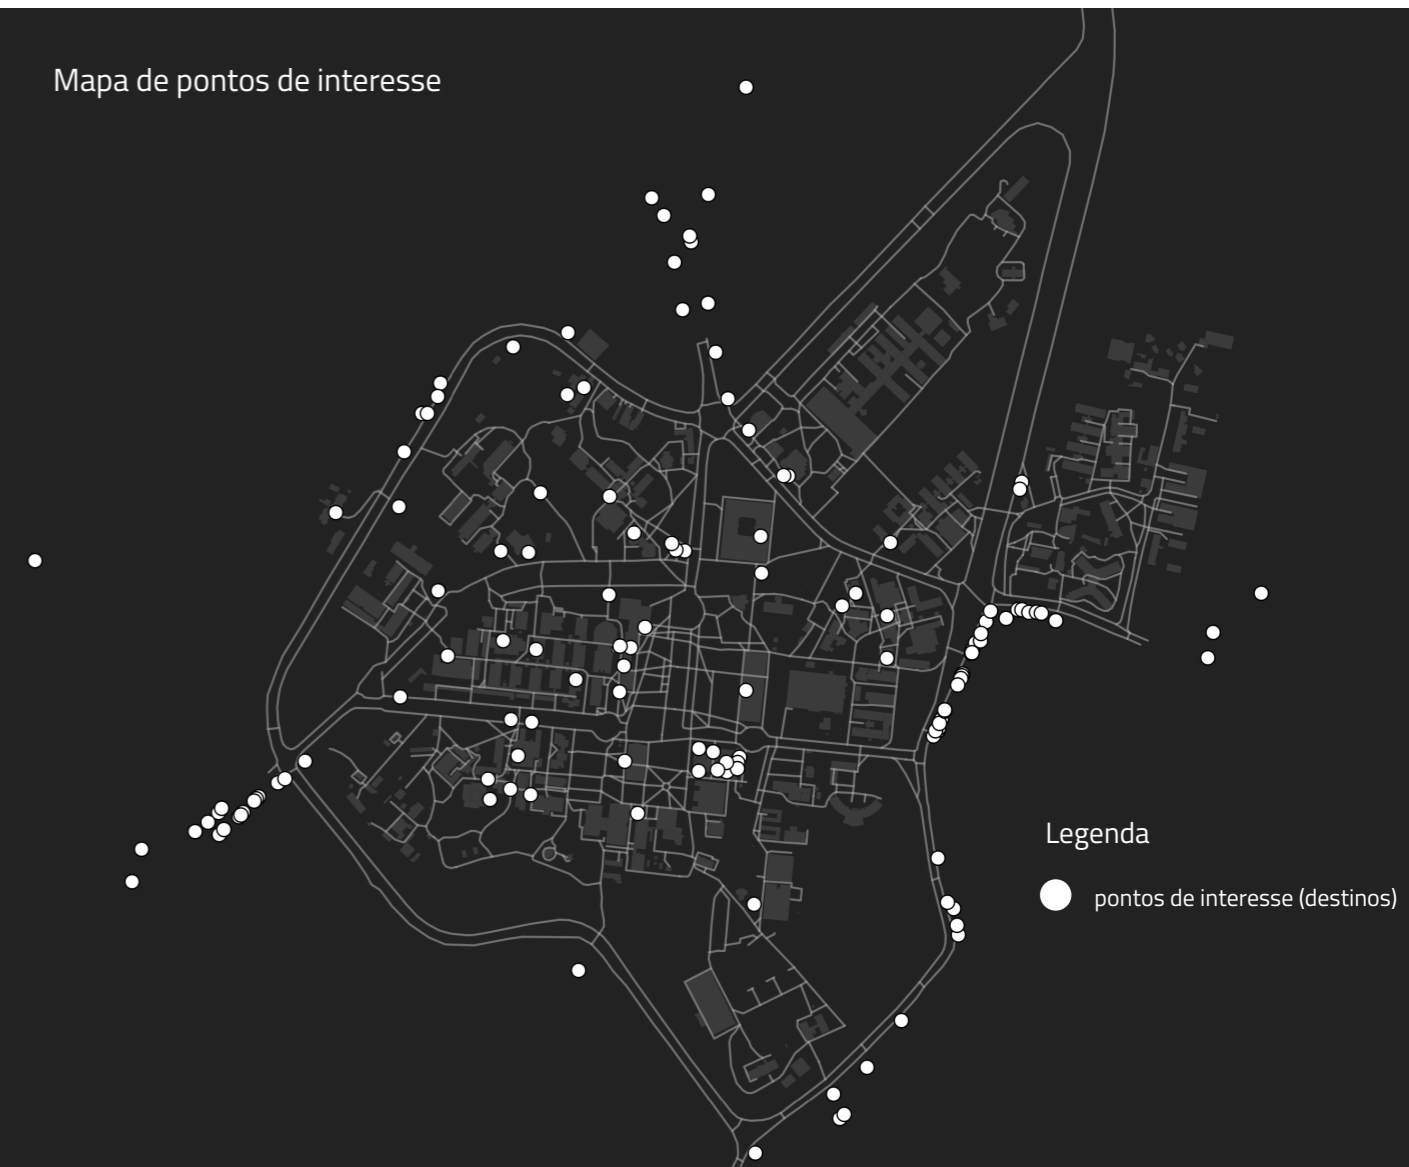 Mapa de pontos de interesse
Legenda
pontos de interesse (destinos)